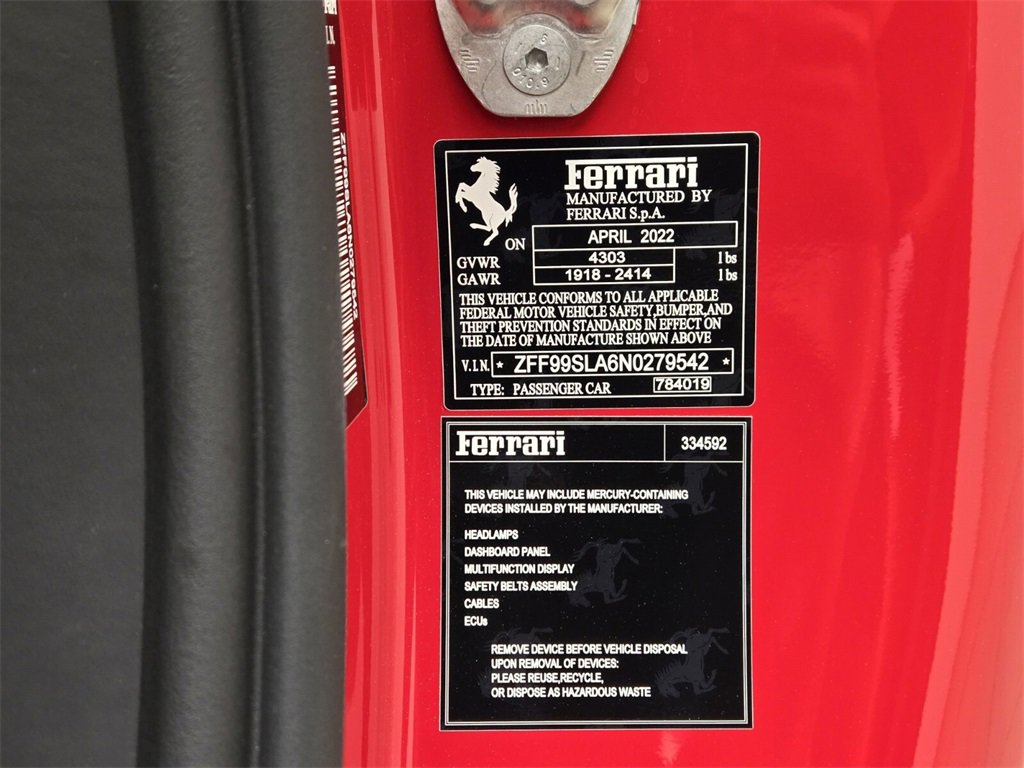 Ferrari
MANUFACTURED BY
FERRARI S.p.A.
ON APRIL 2022
GVWR 4303 lbs
GAWR 1918 - 2414 lbs
THIS VEHICLE CONFORMS TO ALL APPLICABLE
FEDERAL MOTOR VEHICLE SAFETY,BUMPER,AND
THEFT PREVENTION STANDARDS IN EFFECT ON
THE DATE OF MANUFACTURE SHOWN ABOVE
V.I.N. * ZFF99SLA6N0279542 *
TYPE: PASSENGER CAR 784019
Ferrari 334592
THIS VEHICLE MAY INCLUDE MERCURY-CONTAINING
DEVICES INSTALLED BY THE MANUFACTURER:
HEADLAMPS
DASHBOARD PANEL
MULTIFUNCTION DISPLAY
SAFETY BELTS ASSEMBLY
CABLES
ECUs
REMOVE DEVICE BEFORE VEHICLE DISPOSAL
UPON REMOVAL OF DEVICES:
PLEASE REUSE,RECYCLE,
OR DISPOSE AS HAZARDOUS WASTE
ZFF99SLA6N0279542